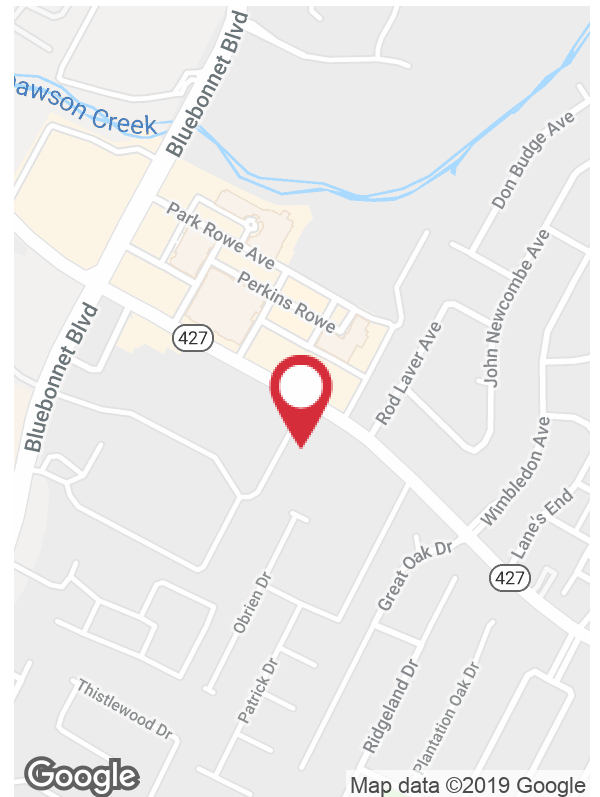 Bluebonnet Blvd
Dawson Creek
Don Budge Ave
Park Rowe Ave
John Newcombe Ave
Perkins Rowe
427
Bluebonnet Blvd
Rod Laver Ave
Wimbledon Ave
Lane's End
Great Oak Dr
427
Obrien Dr
Patrick Dr
Ridgeland Dr
Plantation Oak Dr
Thistlewood Dr
Google
Map data ©2019 Google